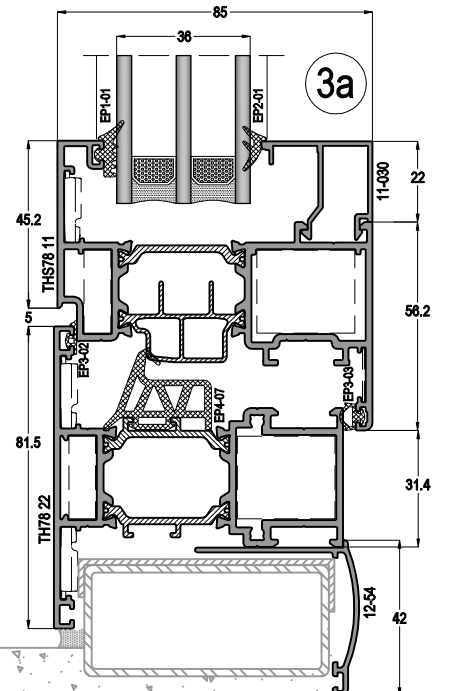 85
36
3a
EP1-01
EP2-01
11-030
22
45.2
THS78 11
5
56.2
EP3-02
EP3-03
EP4-07
81.5
TH78 22
31.4
12-54
42